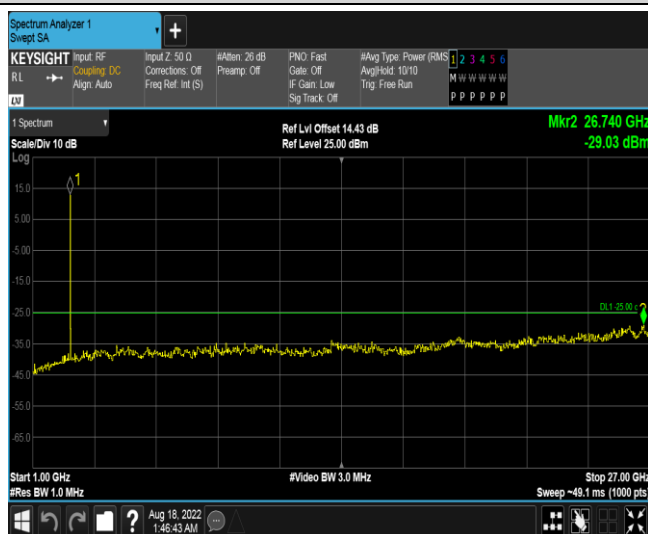 Spectrum Analyzer 1
Swept SA
+
KEYSIGHT
RL
LXI
Input: RF
Coupling: DC
Align: Auto
Input Z: 50 Ω
Corrections: Off
Freq Ref: Int (S)
#Atten: 26 dB
Preamp: Off
PNO: Fast
Gate: Off
IF Gain: Low
Sig Track: Off
#Avg Type: Power (RMS
Avg|Hold: 10/10
Trig: Free Run
1 2 3 4 5 6
M W W W W W
P P P P P P
1 Spectrum
Scale/Div 10 dB
Ref Lvl Offset 14.43 dB
Ref Level 25.00 dBm
Mkr2 26.740 GHz
-29.03 dBm
Log
15.0
5.00
-5.00
-15.0
-25.0
-35.0
-45.0
-55.0
-65.0
1
DL1 -25.00
Start 1.00 GHz
#Video BW 3.0 MHz
Stop 27.00 GHz
#Res BW 1.0 MHz
Sweep ~49.1 ms (1000 pts)
?
Aug 18, 2022
1:46:43 AM